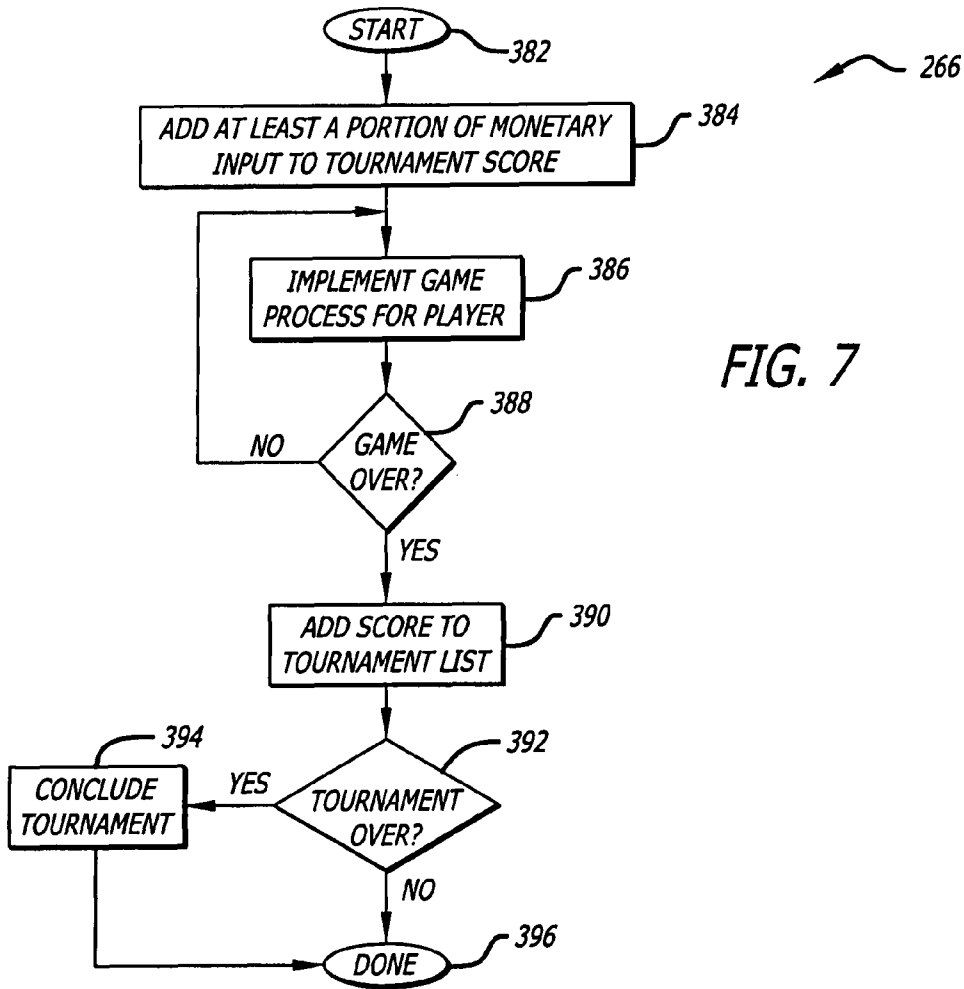 START
382
266
ADD AT LEAST A PORTION OF MONETARY
INPUT TO TOURNAMENT SCORE
384
IMPLEMENT GAME
PROCESS FOR PLAYER
386
FIG. 7
388
GAME
OVER?
NO
YES
ADD SCORE TO
TOURNAMENT LIST
390
394
392
CONCLUDE
TOURNAMENT
YES
TOURNAMENT
OVER?
NO
DONE
396